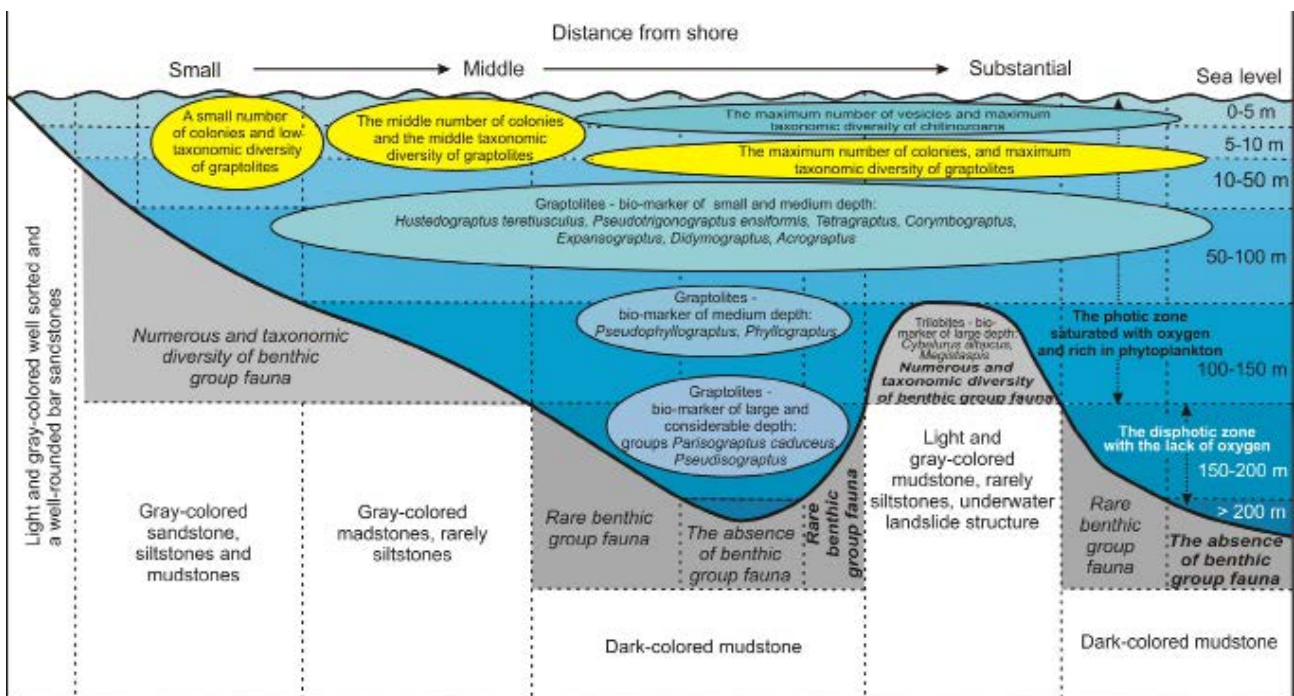 Distance from shore
Small
Middle
Substantial
Sea level
0-5 m
5-10 m
10-50 m
50-100 m
100-150 m
150-200 m
> 200 m
A small number
of colonies and low-
taxonomic diversity
of graptolites
The middle number of colonies
and the middle taxonomic
diversity of graptolites
The maximum number of vesicles and maximum
taxonomic diversity of chitinozoans
The maximum number of colonies, and maximum
taxonomic diversity of graptolites
Graptolites - bio-marker of small and medium depth:
Hustedograptus teretiusculus, Pseudotrigonograptus ensiformis, Tetragraptus, Corymbograptus,
Expansograptus, Didymograptus, Acrograptus
Graptolites -
bio-marker of medium depth:
Pseudophyllograptus, Phyllograptus,
Graptolites -
bio-marker of large and
considerable depth:
groups Parisograptus caduceus,
Pseudisograptus
Trilobites - bio-
marker of large depth:
Cybelurus
Megistaspis
Numerous and
taxonomic diversity
of benthic group fauna
The photic zone
saturated with oxygen
and rich in phytoplankton
The disphotic zone
with the lack of oxygen
Light and gray-colored well sorted and
a well-rounded bar sandstones
Numerous and taxonomic
diversity of benthic
group fauna
Gray-colored
sandstone,
siltstones and
mudstones
Gray-colored
madstones, rarely
siltstones
Rare benthic
group fauna
The absence
of benthic
group fauna
Rare
benthic
group fauna
Light and
gray-colored
mudstone, rarely
siltstones, underwater
landslide structure
Rare
benthic
group
fauna
The absence
of benthic
group fauna
Dark-colored mudstone
Dark-colored mudstone